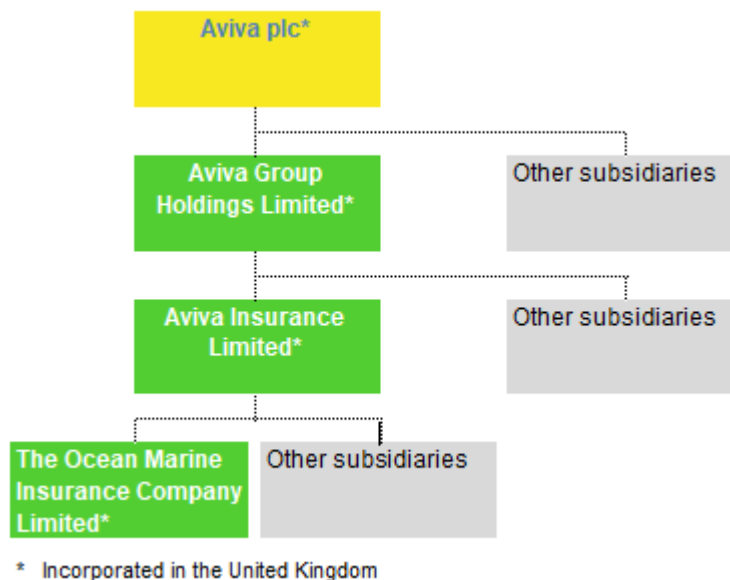 Aviva plc*
Aviva Group
Holdings Limited*
Other subsidiaries
Aviva Insurance
Limited*
Other subsidiaries
The Ocean Marine
Insurance Company
Limited*
Other subsidiaries
* Incorporated in the United Kingdom